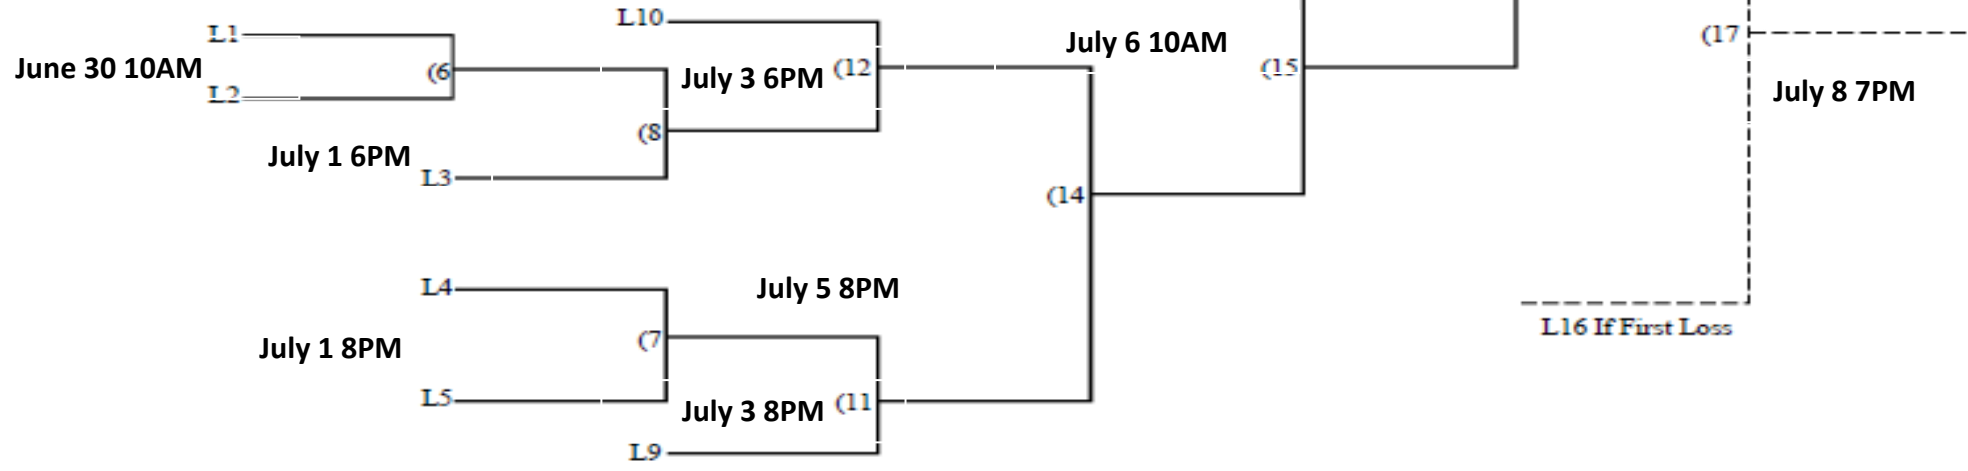 L10
L1
(17
July 6 10AM
June 30 10AM
(6
July 3 6PM
(12
(15
L2
July 8 7PM
(8
July 1 6PM
L3
(14
L4
July 5 8PM
L16 If First Loss
(7
July 1 8PM
L5
July 3 8PM
(11
L9